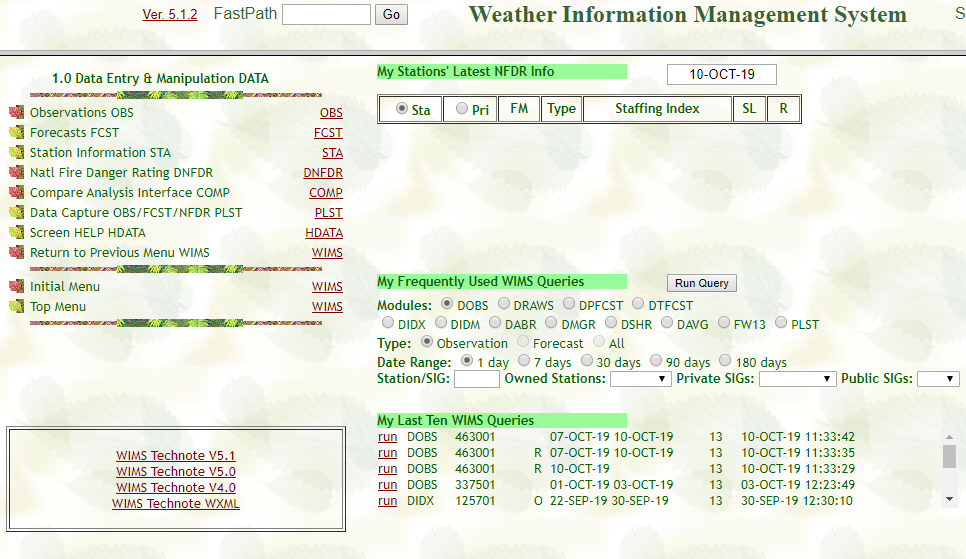 Ver. 5.1.2 FastPath Go Weather Information Management System S
1.0 Data Entry & Manipulation DATA
Observations OBS OBS
Forecasts FCST FCST
Station Information STA STA
Natl Fire Danger Rating DNFDR DNFDR
Compare Analysis Interface COMP COMP
Data Capture OBS/FCST/NFDR PLST PLST
Screen HELP HDATA HDATA
Return to Previous Menu WIMS WIMS
Initial Menu WIMS
Top Menu WIMS
WIMS Technote V5.1
WIMS Technote V5.0
WIMS Technote V4.0
WIMS Technote WXML
My Stations' Latest NFDR Info 10-OCT-19
Sta Pri FM Type Staffing Index SL R
My Frequently Used WIMS Queries Run Query
Modules: DOBS DRAWS DPFCST DTFCST
DIDX DIDM DABR DMGR DSHR DAVG FW13 PLST
Type: Observation Forecast All
Date Range: 1 day 7 days 30 days 90 days 180 days
Station/SIG: Owned Stations: Private SIGs: Public SIGs:
My Last Ten WIMS Queries
run DOBS 463001 07-OCT-19 10-OCT-19 13 10-OCT-19 11:33:42
run DOBS 463001 R 07-OCT-19 10-OCT-19 13 10-OCT-19 11:33:35
run DOBS 463001 R 10-OCT-19 13 10-OCT-19 11:33:29
run DOBS 337501 01-OCT-19 03-OCT-19 13 03-OCT-19 12:23:49
run DIDX 125701 O 22-SEP-19 30-SEP-19 13 30-SEP-19 12:30:10